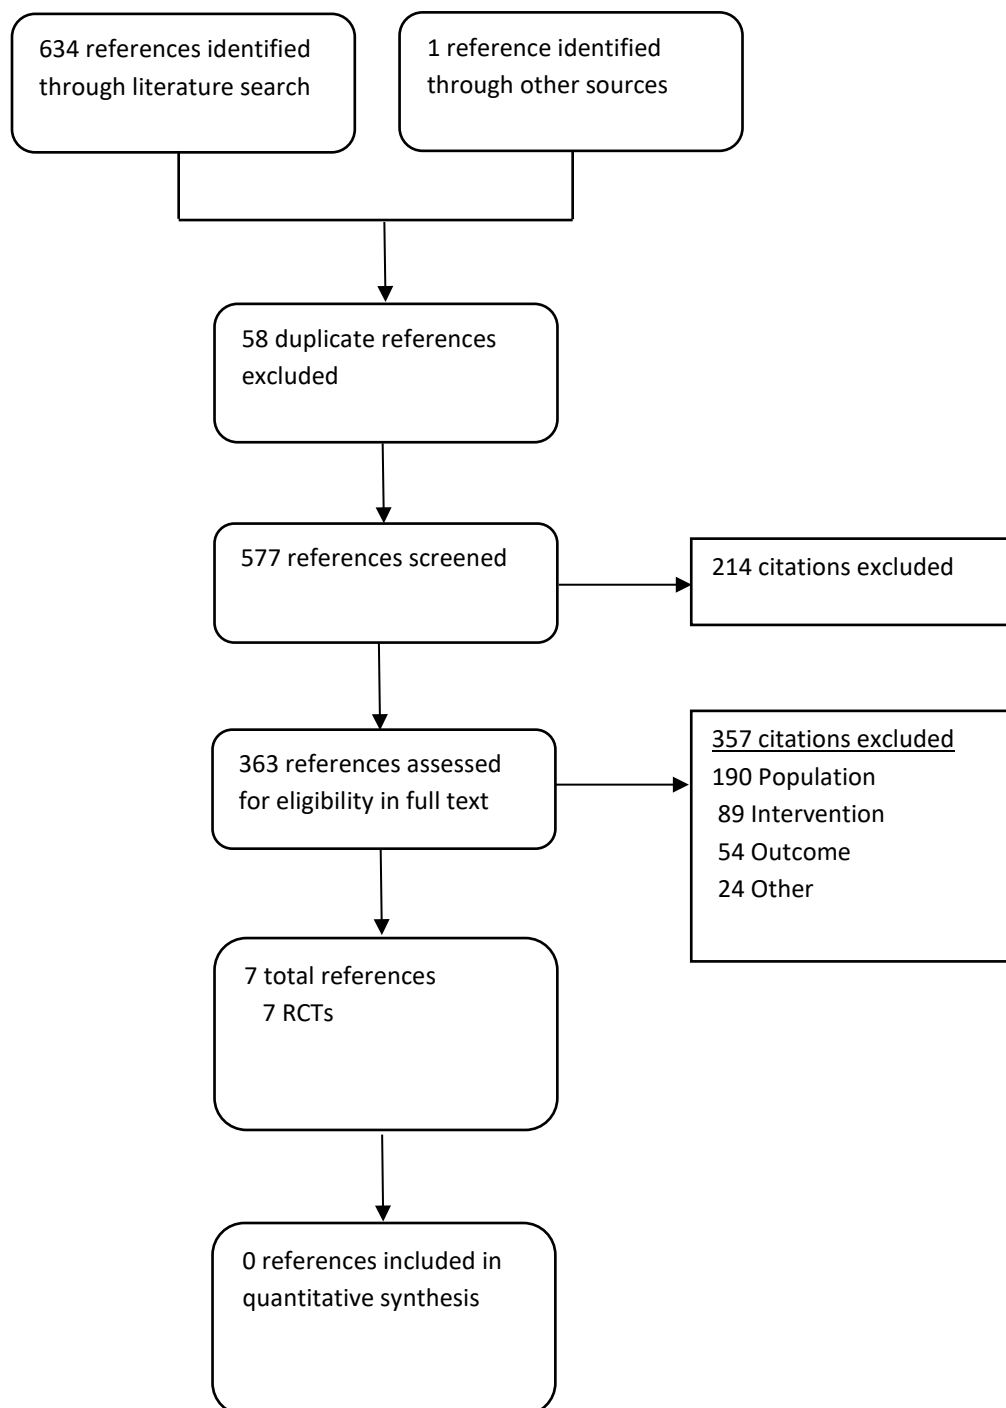 634 references identified
through literature search
1 reference identified
through other sources
58 duplicate references
excluded
577 references screened
214 citations excluded
363 references assessed
for eligibility in full text
357 citations excluded
190 Population
89 Intervention
54 Outcome
24 Other
7 total references
7 RCTs
0 references included in
quantitative synthesis